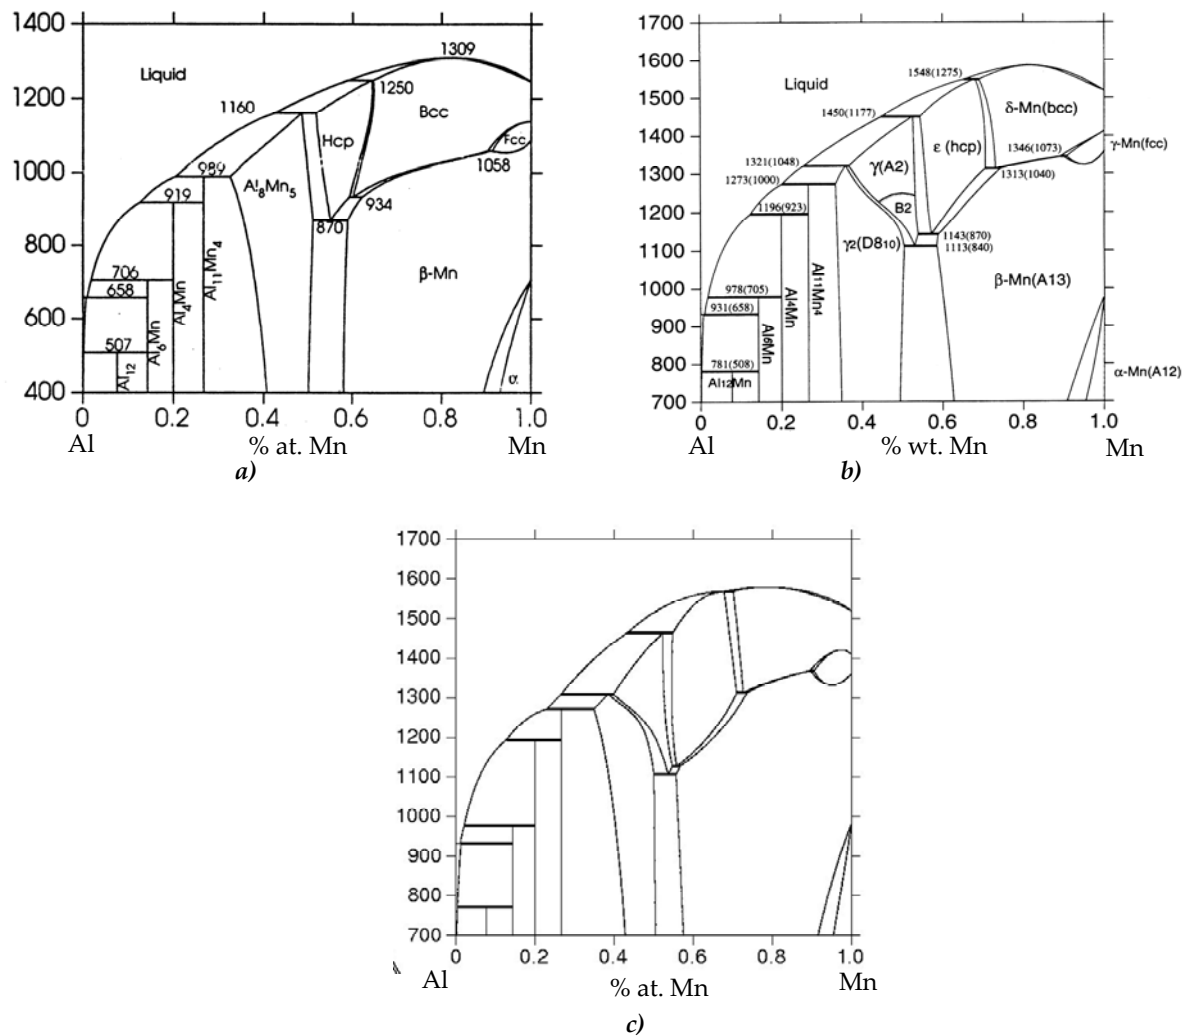 1400
1200
1000
800
600
400
1309
Liquid
1250
1160
Bcc
Hcp
Fcc
1058
989
919
Al8Mn5
934
870
706
658
507
β-Mn
Al12
Al6Mn
Al4Mn
Al11Mn4
α
0 0.2 0.4 0.6 0.8 1.0
Al % at. Mn Mn
a)
1700
1600
1500
1400
1300
1200
1100
1000
900
800
700
1548(1275)
Liquid
1450(1177)
δ-Mn(bcc)
ε (hcp)
1346(1073)
γ-Mn(fcc)
1321(1048)
1313(1040)
1273(1000)
γ(A2)
B2
1196(923)
γ2(D810)
1143(870)
1113(840)
β-Mn(A13)
978(705)
931(658)
781(508)
Al12Mn
Al6Mn
Al4Mn
Al11Mn4
α-Mn(A12)
0 0.2 0.4 0.6 0.8 1.0
Al % wt. Mn Mn
b)
1700
1600
1500
1400
1300
1200
1100
1000
900
800
700
0 0.2 0.4 0.6 0.8 1.0
Al % at. Mn Mn
c)